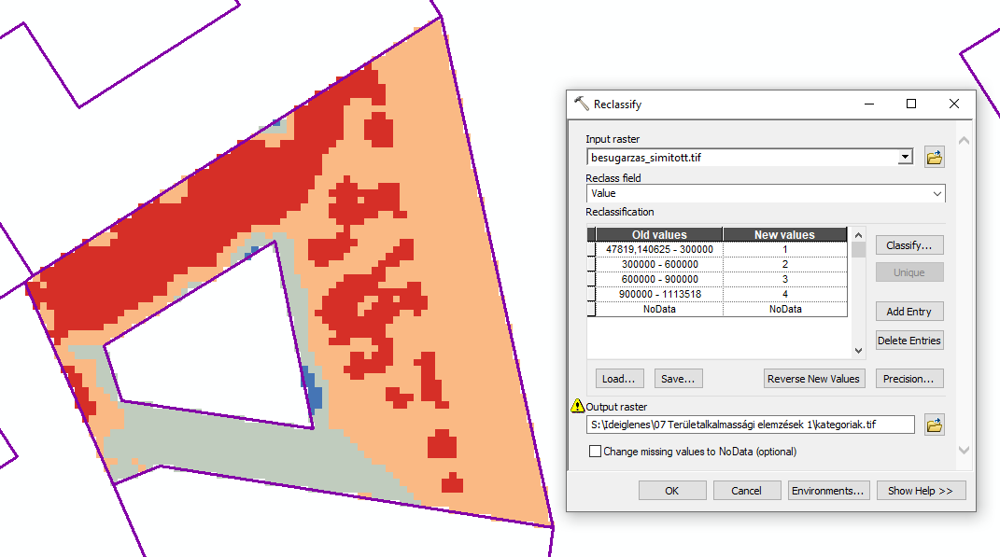 Reclassify
Input raster
besugarzas_simitott.tif
Reclass field
Value
Reclassification
Old values New values
47819,140625 - 300000 1
300000 - 600000 2
600000 - 900000 3
900000 - 1113518 4
NoData NoData
Classify...
Unique
Add Entry
Delete Entries
Load... Save... Reverse New Values Precision...
Output raster
S:\Ideiglenes\07 Területalkalmassági elemzések 1\kategoriak.tif
Change missing values to NoData (optional)
OK Cancel Environments... Show Help >>